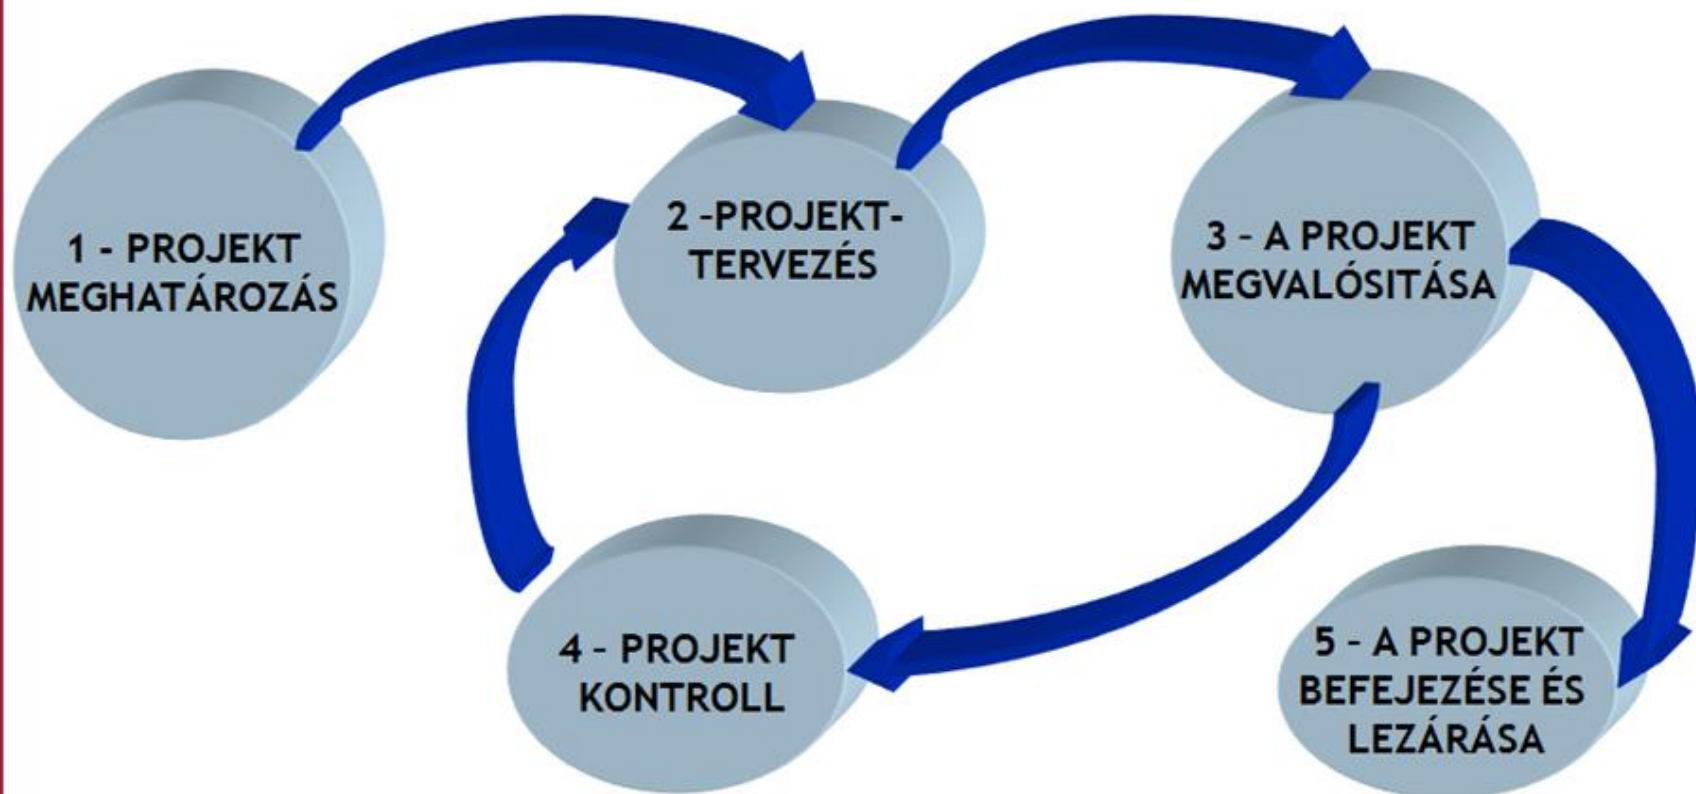 1 - PROJEKT
MEGHATÁROZÁS
2 -PROJEKT-
TERVEZÉS
3 - A PROJEKT
MEGVALÓSITÁSA
4 - PROJEKT
KONTROLL
5 - A PROJEKT
BEFEJEZÉSE ÉS
LEZÁRÁSA